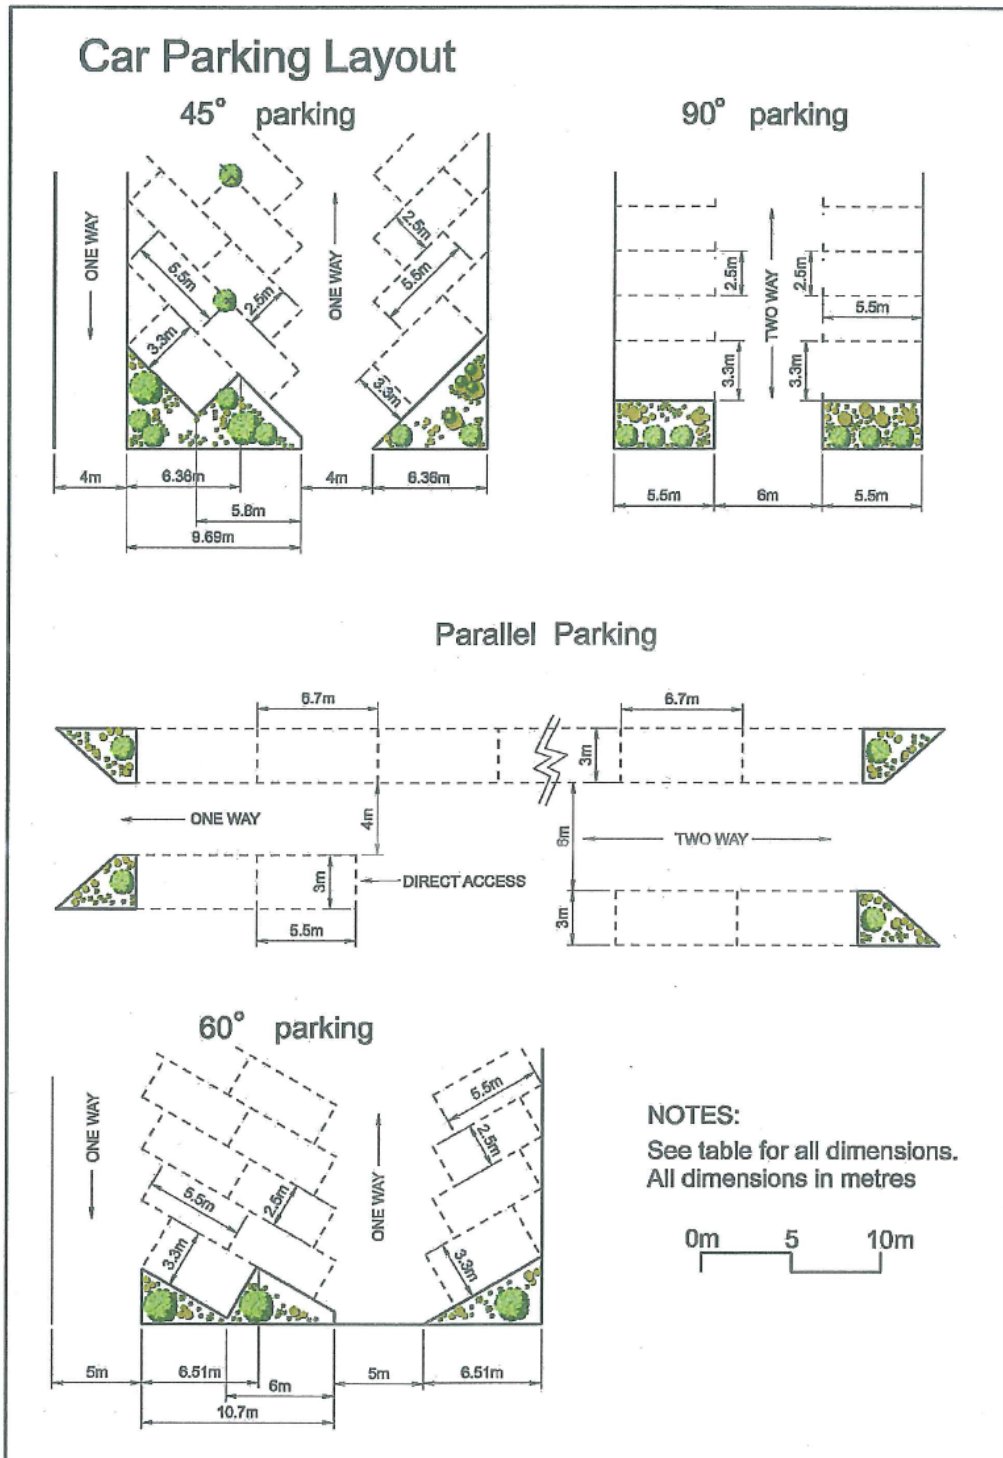 Car Parking Layout
45° parking
90° parking
ONE WAY
5.5m
2.5m
3.3m
ONE WAY
2.5m
5.5m
3.3m
4m
6.36m
4m
6.36m
5.8m
9.69m
2.5m
TWO WAY
2.5m
5.5m
3.3m
3.3m
5.5m
6m
5.5m
Parallel Parking
6.7m
6.7m
3m
ONE WAY
4m
6m
TWO WAY
3m
DIRECT ACCESS
5.5m
3m
60° parking
ONE WAY
5.5m
2.5m
3.3m
ONE WAY
5.5m
2.5m
3.3m
5m
6.51m
5m
6.51m
6m
10.7m
NOTES:
See table for all dimensions.
All dimensions in metres
0m 5 10m